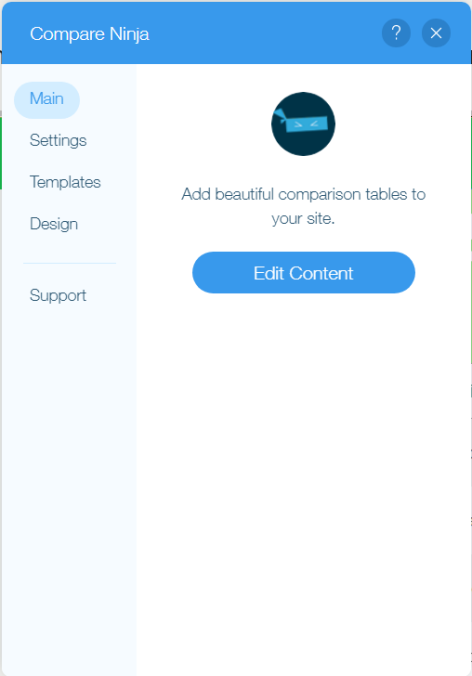 Compare Ninja
?
Main
Settings
Templates
Design
Support
Add beautiful comparison tables to
your site.
Edit Content